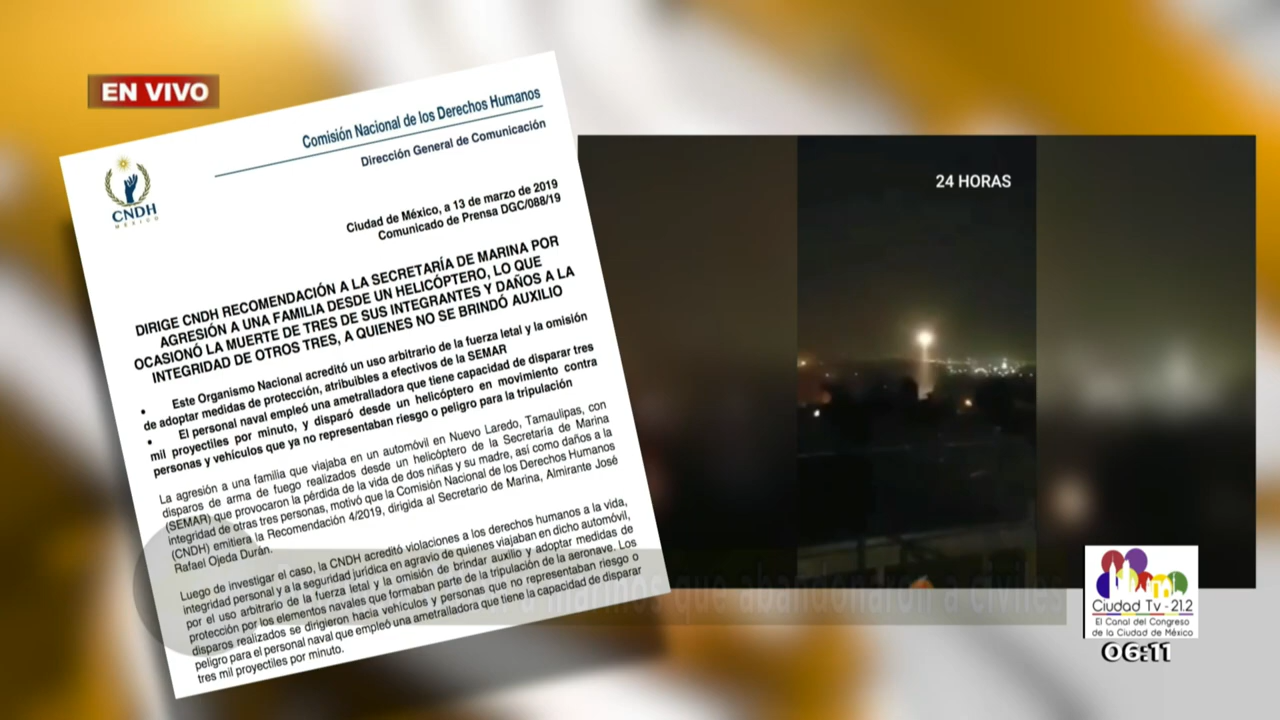 EN VIVO
Comisión Nacional de los Derechos Humanos
Dirección General de Comunicación
CNDH
MÉXICO
Ciudad de México, a 13 de marzo de 2019
Comunicado de Prensa DGC/088/19
DIRIGE CNDH RECOMENDACIÓN A LA SECRETARÍA DE MARINA POR
AGRESIÓN A UNA FAMILIA DESDE UN HELICÓPTERO, LO QUE
OCASIONÓ LA MUERTE DE TRES DE SUS INTEGRANTES Y DAÑOS A LA
INTEGRIDAD DE OTROS TRES, A QUIENES NO SE BRINDÓ AUXILIO
• Este Organismo Nacional acreditó un uso arbitrario de la fuerza letal y la omisión
de adoptar medidas de protección, atribuibles a efectivos de la SEMAR
• El personal naval empleó una ametralladora que tiene capacidad de disparar tres
mil proyectiles por minuto, y disparó desde un helicóptero en movimiento contra
personas y vehículos que ya no representaban riesgo o peligro para la tripulación
La agresión a una familia que viajaba en un automóvil en Nuevo Laredo, Tamaulipas, con
disparos de arma de fuego realizados desde un helicóptero de la Secretaría de Marina
(SEMAR) que provocaron la pérdida de la vida de dos niñas y su madre, así como daños a la
integridad de otras tres personas, motivó que la Comisión Nacional de los Derechos Humanos
(CNDH) emitiera la Recomendación 4/2019, dirigida al Secretario de Marina, Almirante José
Rafael Ojeda Durán.
Luego de investigar el caso, la CNDH acreditó violaciones a los derechos humanos a la vida,
integridad personal y a la seguridad jurídica en agravio de quienes viajaban en dicho automóvil,
por el uso arbitrario de la fuerza letal y la omisión de brindar auxilio y adoptar medidas de
protección por los elementos navales que formaban parte de la tripulación de la aeronave. Los
disparos realizados se dirigieron hacia vehículos y personas que no representaban riesgo o
peligro para el personal naval que empleó una ametralladora que tiene la capacidad de disparar
tres mil proyectiles por minuto.
24 HORAS
a marinos que abandonaron a civiles
Ciudad Tv - 21.2
El Canal del Congreso
de la Ciudad de México
06:11